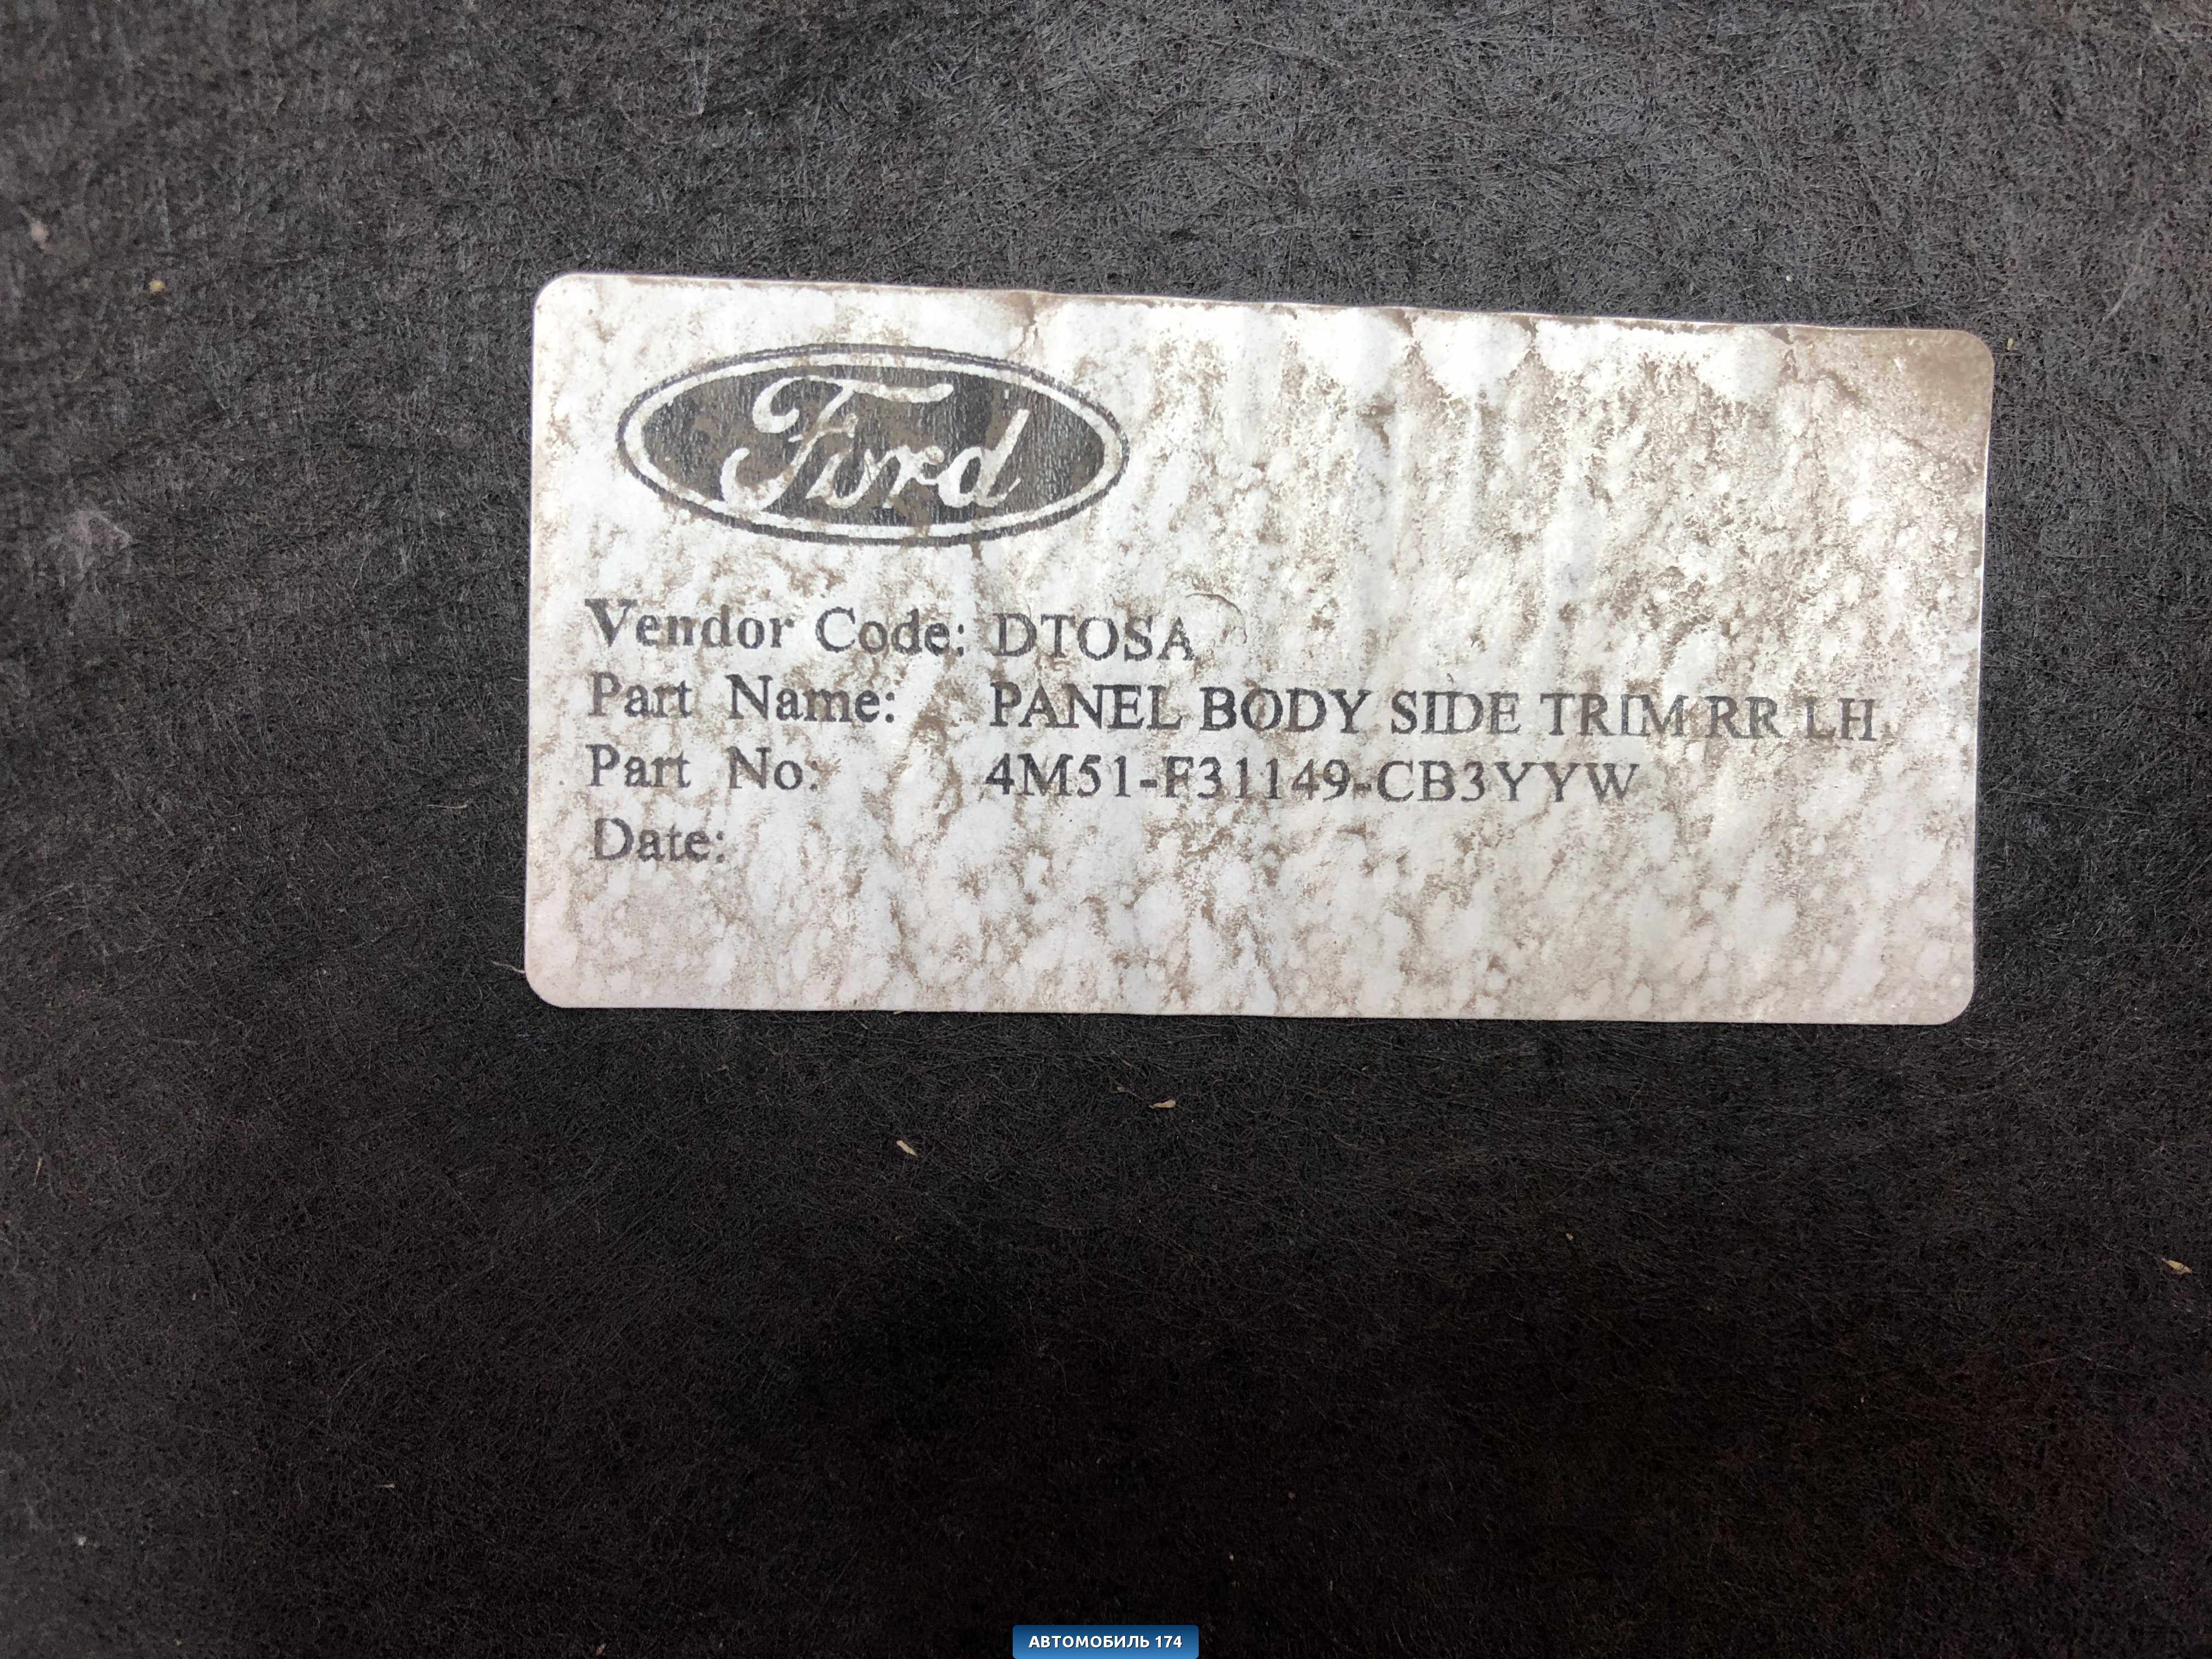 Ford
Vendor Code: DTOSA
Part Name: PANEL BODY SIDE TRIM RR LH
Part No: 4M51-F31149-CB3YYW
Date:
АВТОМОБИЛЬ 174